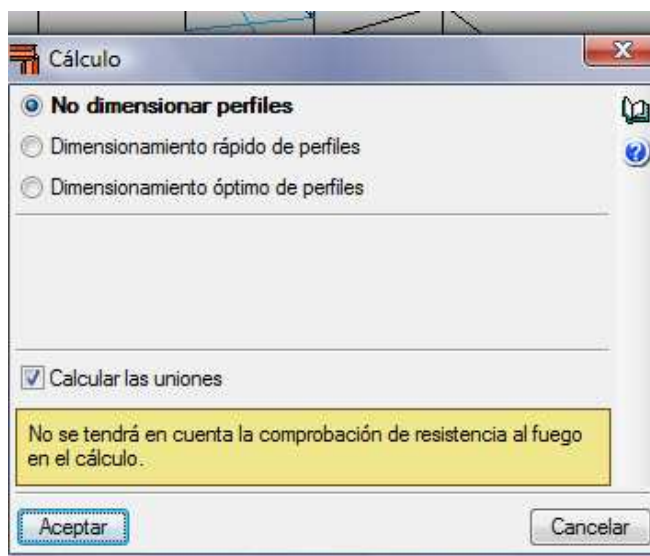 Cálculo
No dimensionar perfiles
Dimensionamiento rápido de perfiles
Dimensionamiento óptimo de perfiles
Calcular las uniones
No se tendrá en cuenta la comprobación de resistencia al fuego
en el cálculo.
Aceptar
Cancelar